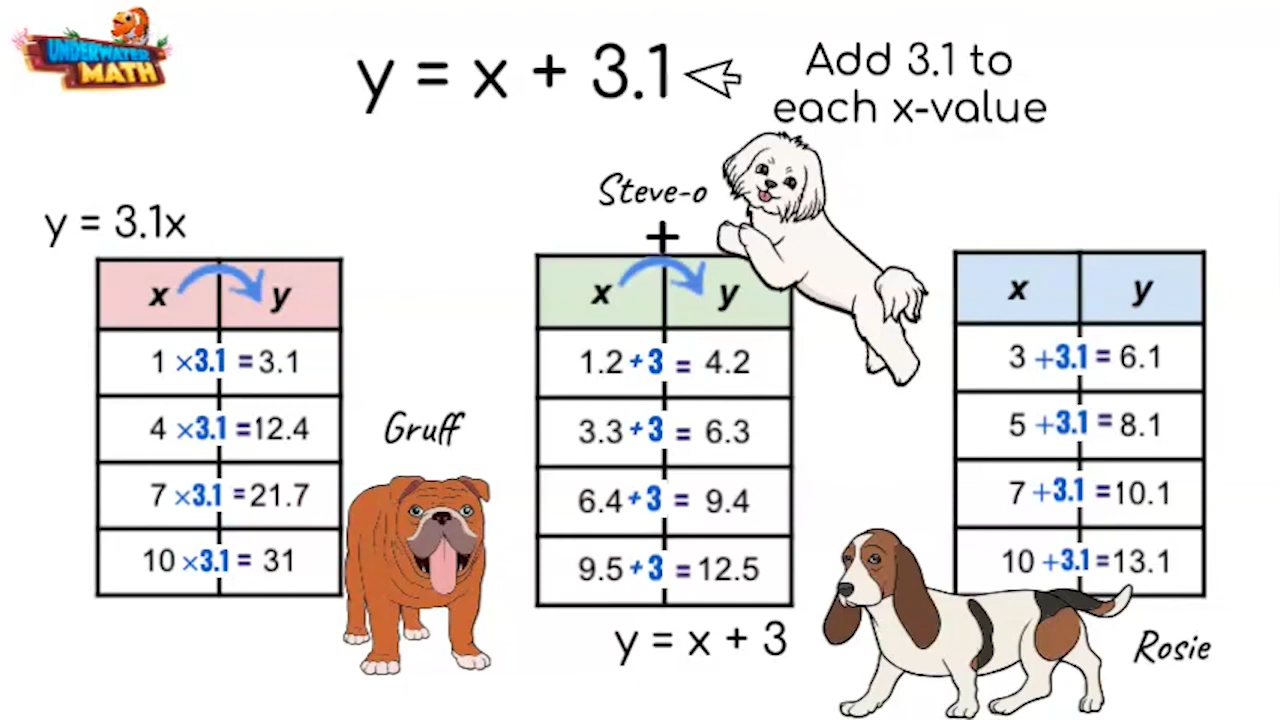 UNDERWATER
MATH
y = x + 3.1
Add 3.1 to
each x-value
Steve-o
+
y = 3.1x
x y
1 ×3.1 = 3.1
4 ×3.1 = 12.4
7 ×3.1 = 21.7
10 ×3.1 = 31
Gruff
x y
1.2 + 3 = 4.2
3.3 + 3 = 6.3
6.4 + 3 = 9.4
9.5 + 3 = 12.5
y = x + 3
x y
3 +3.1 = 6.1
5 +3.1 = 8.1
7 +3.1 = 10.1
10 +3.1 = 13.1
Rosie